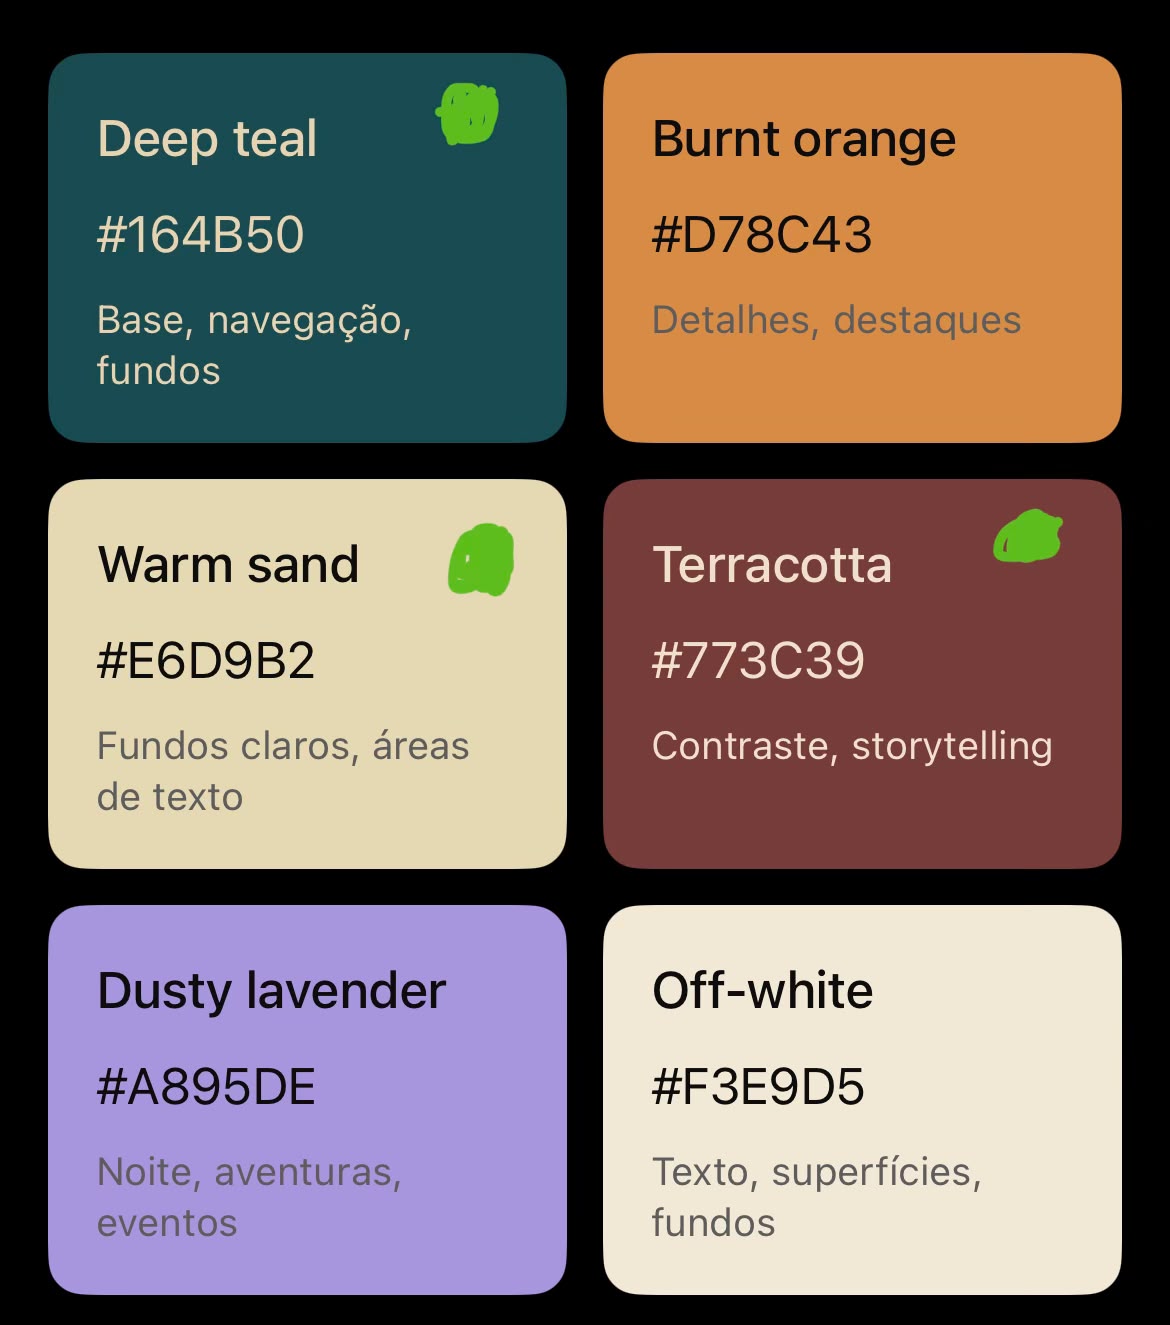 Deep teal
#164B50
Base, navegação,
fundos
Burnt orange
#D78C43
Detalhes, destaques
Warm sand
#E6D9B2
Fundos claros, áreas
de texto
Terracotta
#773C39
Contraste, storytelling
Dusty lavender
#A895DE
Noite, aventuras,
eventos
Off-white
#F3E9D5
Texto, superfícies,
fundos